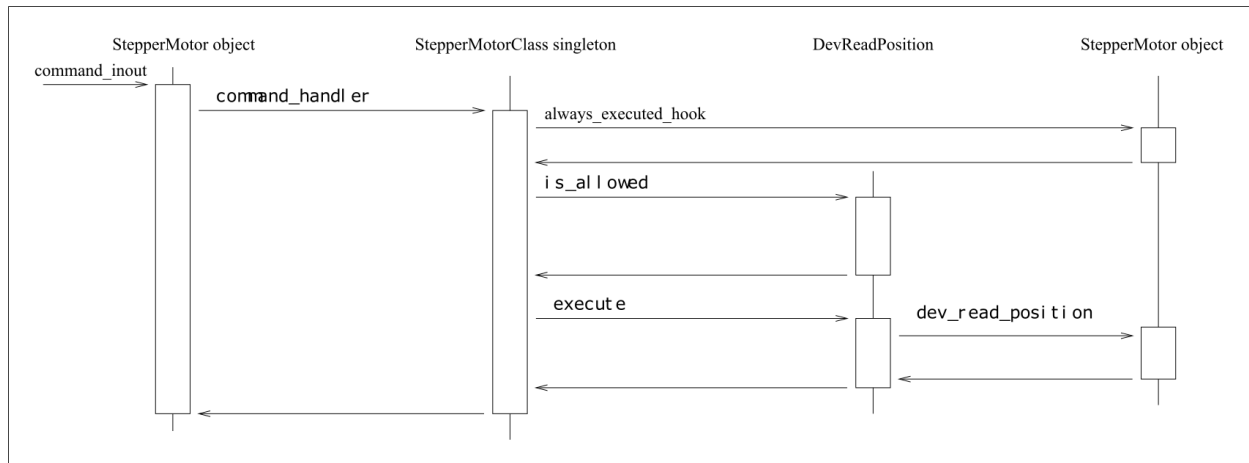 StepperMotor object
StepperMotorClass singleton
DevReadPosition
StepperMotor object
command_inout
command_handler
always_executed_hook
is_allowed
execute
dev_read_position